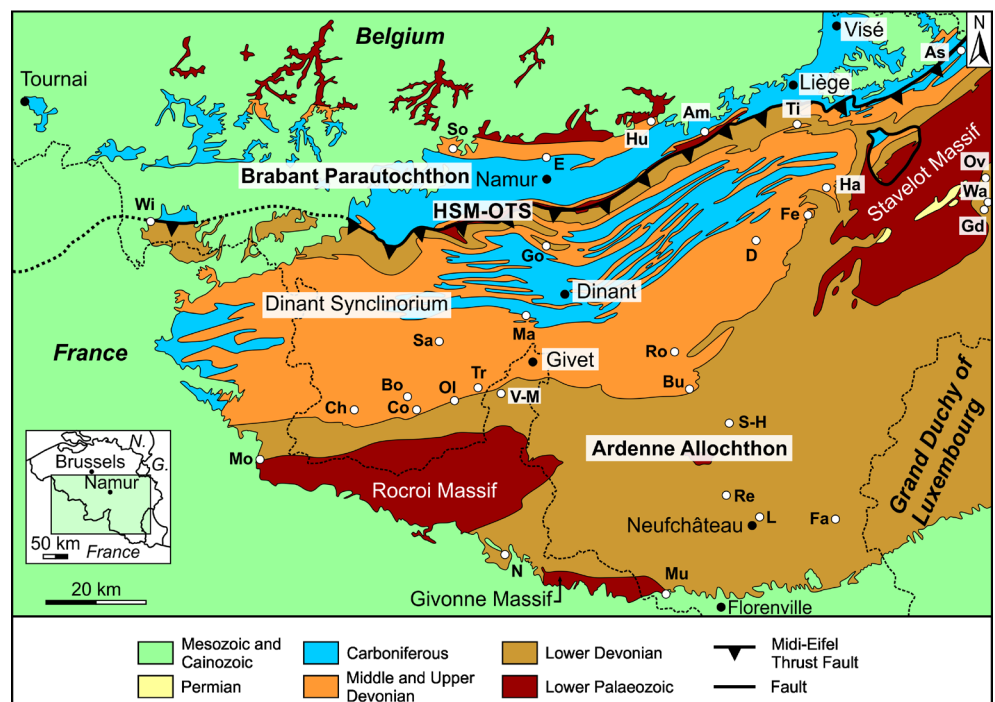 Belgium
Visé
N
As
Tournai
Liège
So
Hu
Am
Ti
Brabant Parautochthon
E
Namur
Stavelot Massif
Ov
Wa
Gd
Ha
Wi
HSM-OTS
Fe
Go
D
Dinant Synclinorium
Dinant
Ma
France
Sa
Givet
Ro
Bo
Ol
Tr
V-M
Bu
Ch
Co
S-H
Ardenne Allochthon
Grand Duchy of
Luxembourg
Mo
Rocroi Massif
N.
Brussels
G.
Namur
France
50 km
Re
Neufchâteau
L
Fa
20 km
N
Givonne Massif
Mu
Florenville
Mesozoic and
Cainozoic
Carboniferous
Lower Devonian
Midi-Eifel
Thrust Fault
Permian
Middle and Upper
Devonian
Lower Palaeozoic
Fault